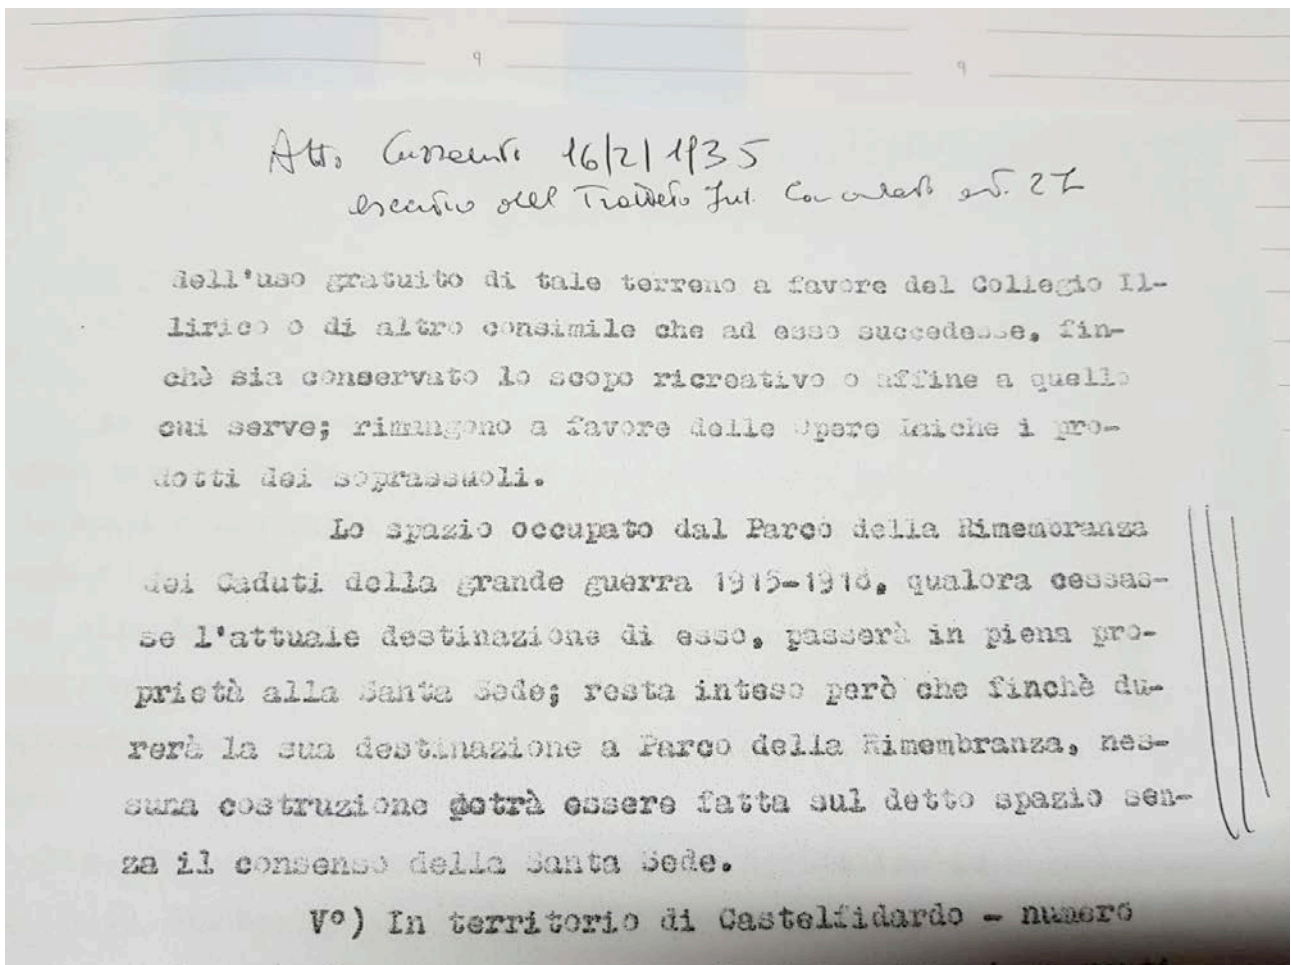 9 9
Atto 16/2/1935
esecutivo del Trattato art. 27
dell'uso gratuito di tale terreno a favore del Collegio Il-
lirico o di altro consimile che ad esso succedesse, fin-
chè sia conservato lo scopo ricreativo o affine a quello
cui serve; rimangono a favore delle Opere Laiche i pro-
dotti dei soprassuoli.
Lo spazio occupato dal Parco della Rimembranza
dei Caduti della grande guerra 1915-1918, qualora cessas-
se l'attuale destinazione di esso, passerà in piena pro-
prietà alla Santa Sede; resta inteso però che finchè du-
rerà la sua destinazione a Parco della Rimembranza, nes-
suna costruzione potrà essere fatta sul detto spazio sen-
za il consenso della Santa Sede.
V°) In territorio di Castelfidardo - numero